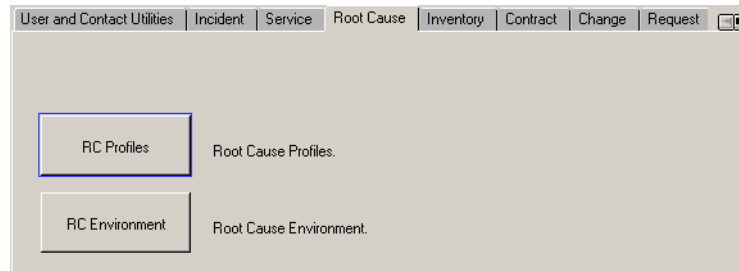 User and Contact Utilities Incident Service Root Cause Inventory Contract Change Request
RC Profiles Root Cause Profiles.
RC Environment Root Cause Environment.